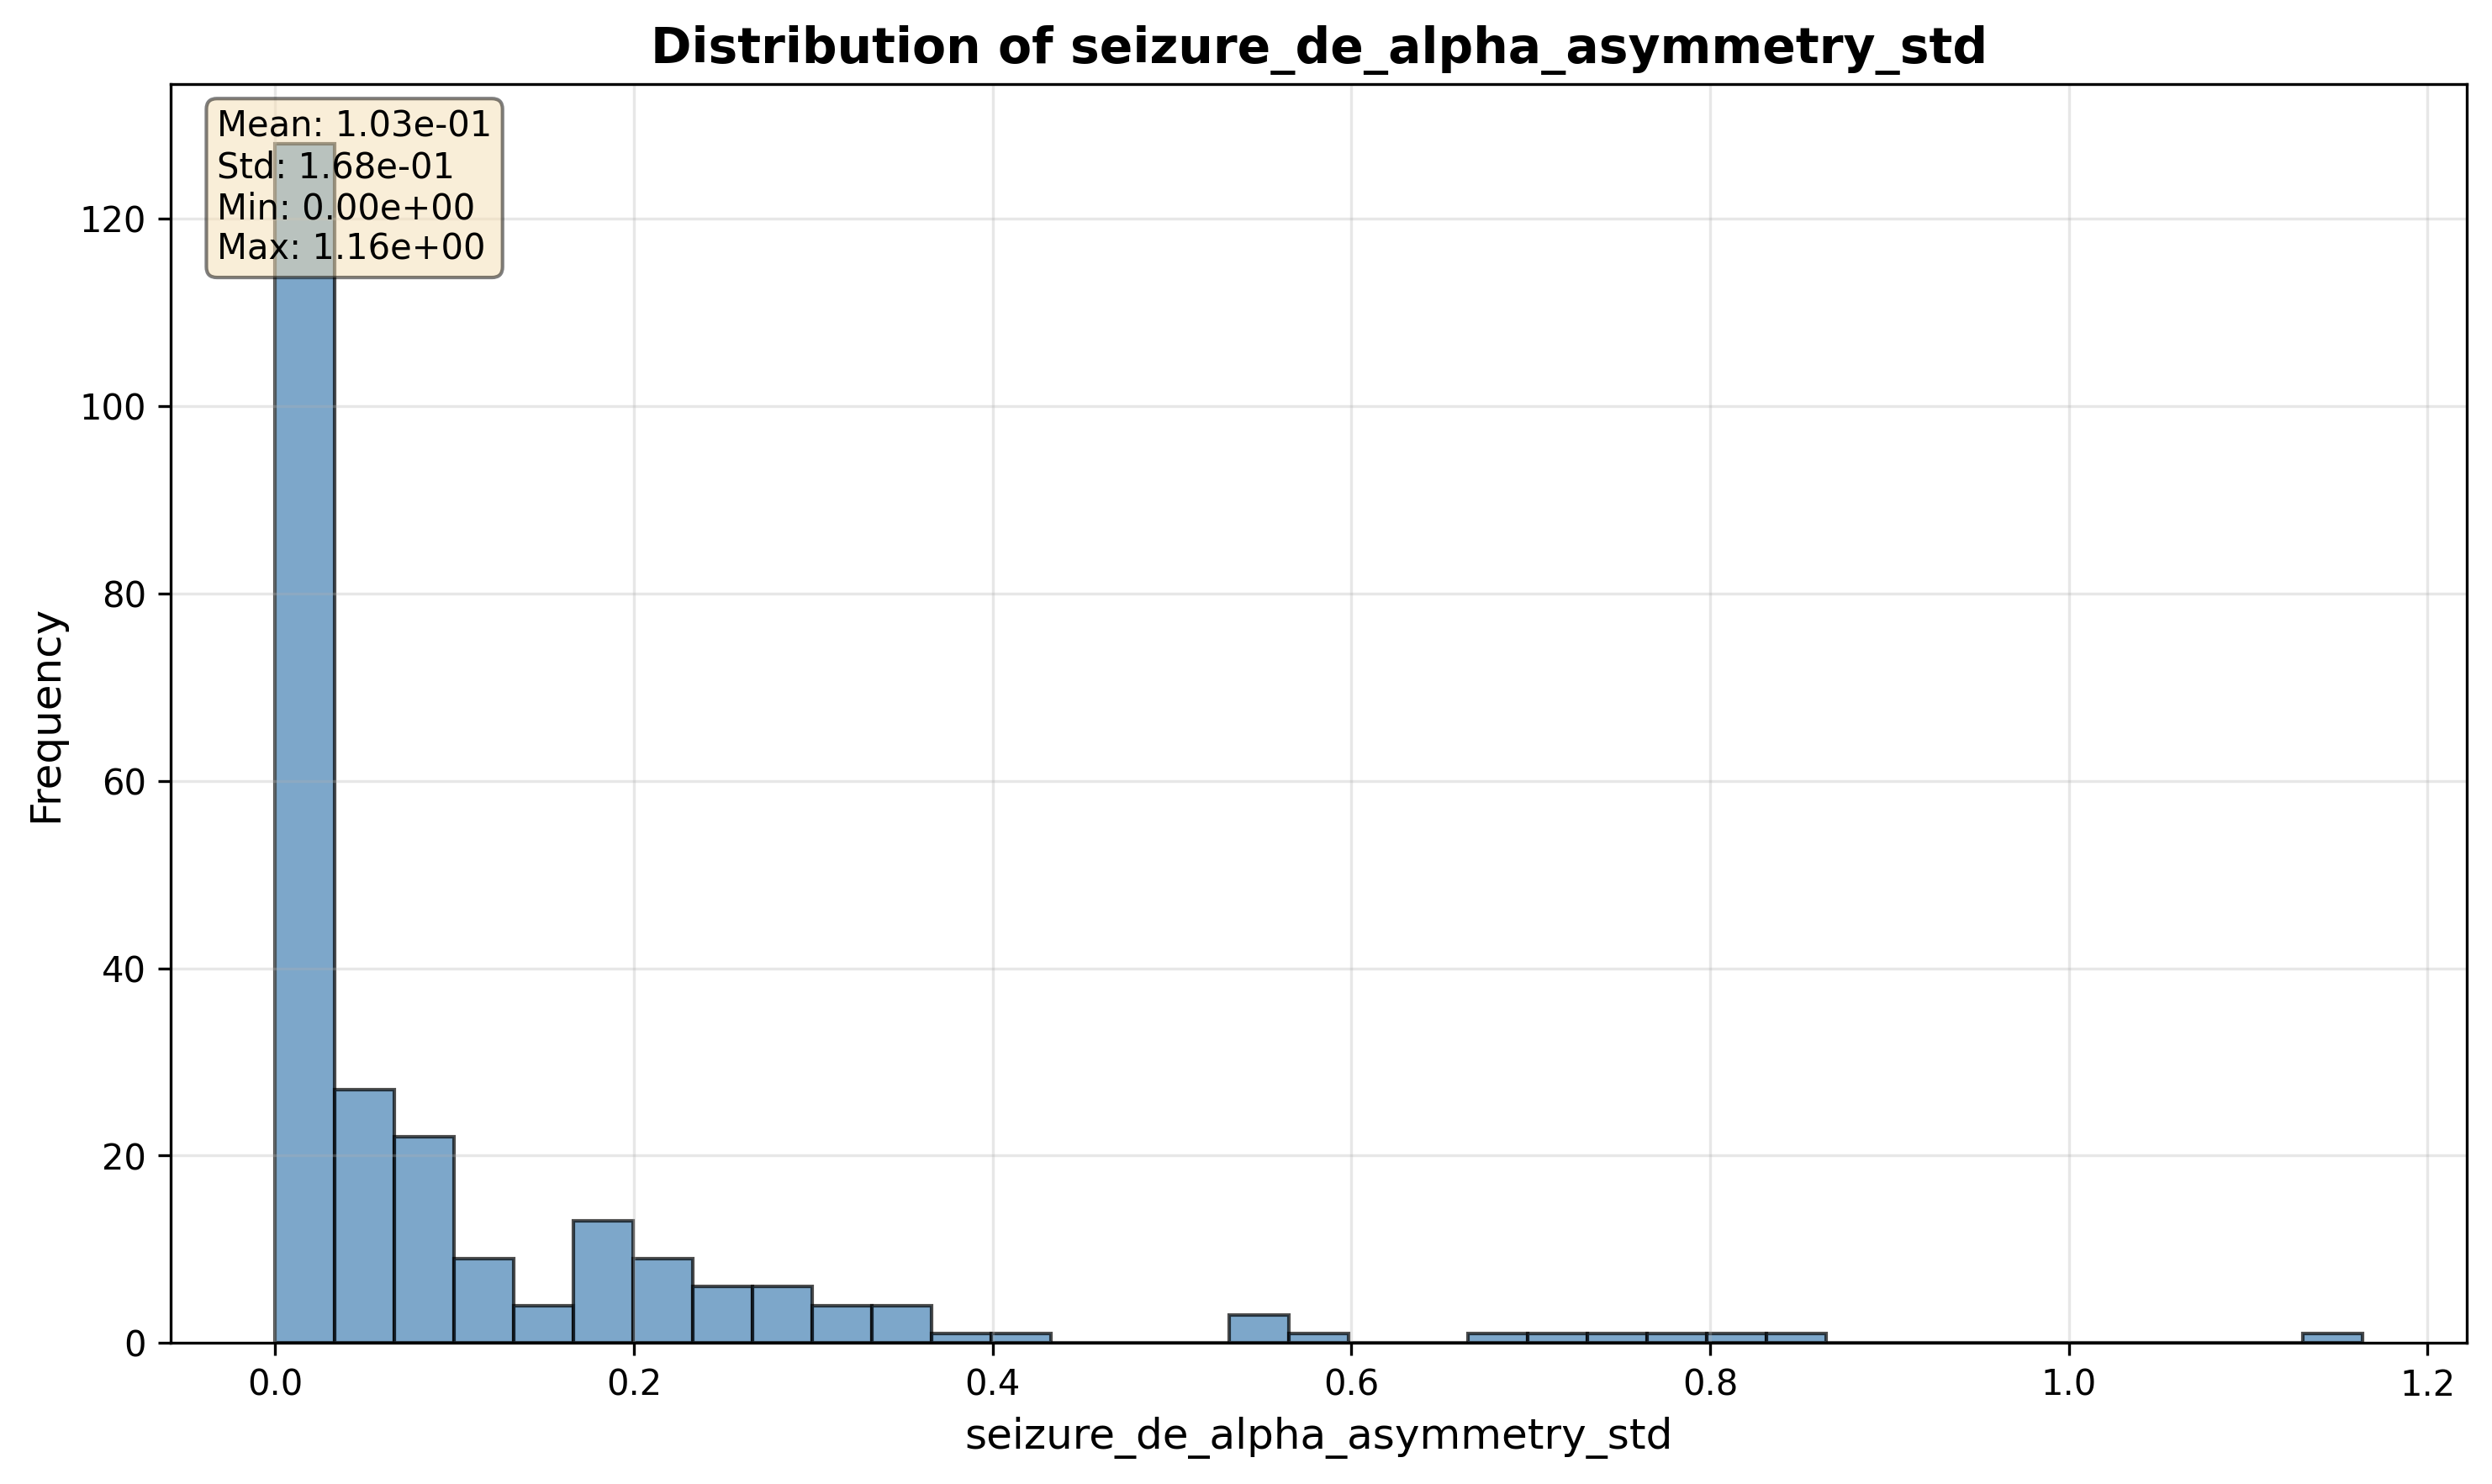 Distribution of seizure_de_alpha_asymmetry_std
Mean: 1.03e-01
Std: 1.68e-01
Min: 0.00e+00
Max: 1.16e+00
120
100
80
60
40
20
0
Frequency
0.0 0.2 0.4 0.6 0.8 1.0 1.2
seizure_de_alpha_asymmetry_std